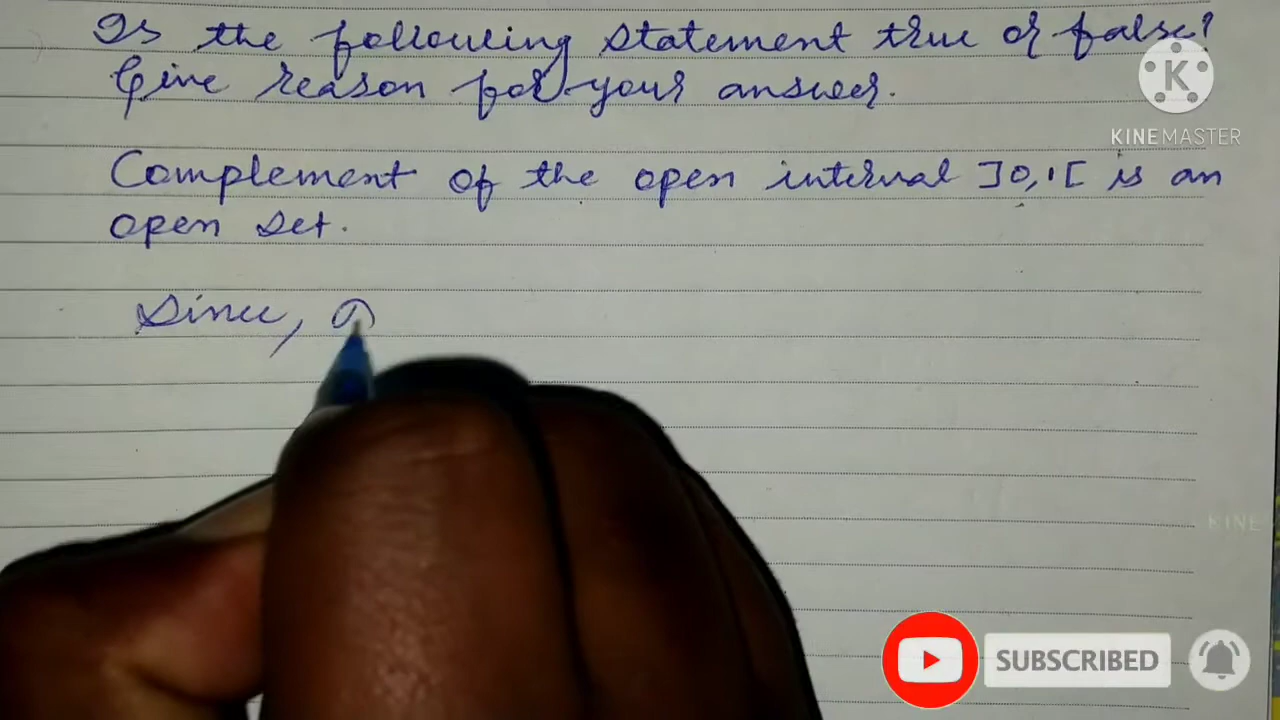 Is the following statement true or false?
Give reason for your answer.
KINEMASTER
Complement of the open interval ]0,1[ is an
open set.
Since,
KINE
SUBSCRIBED